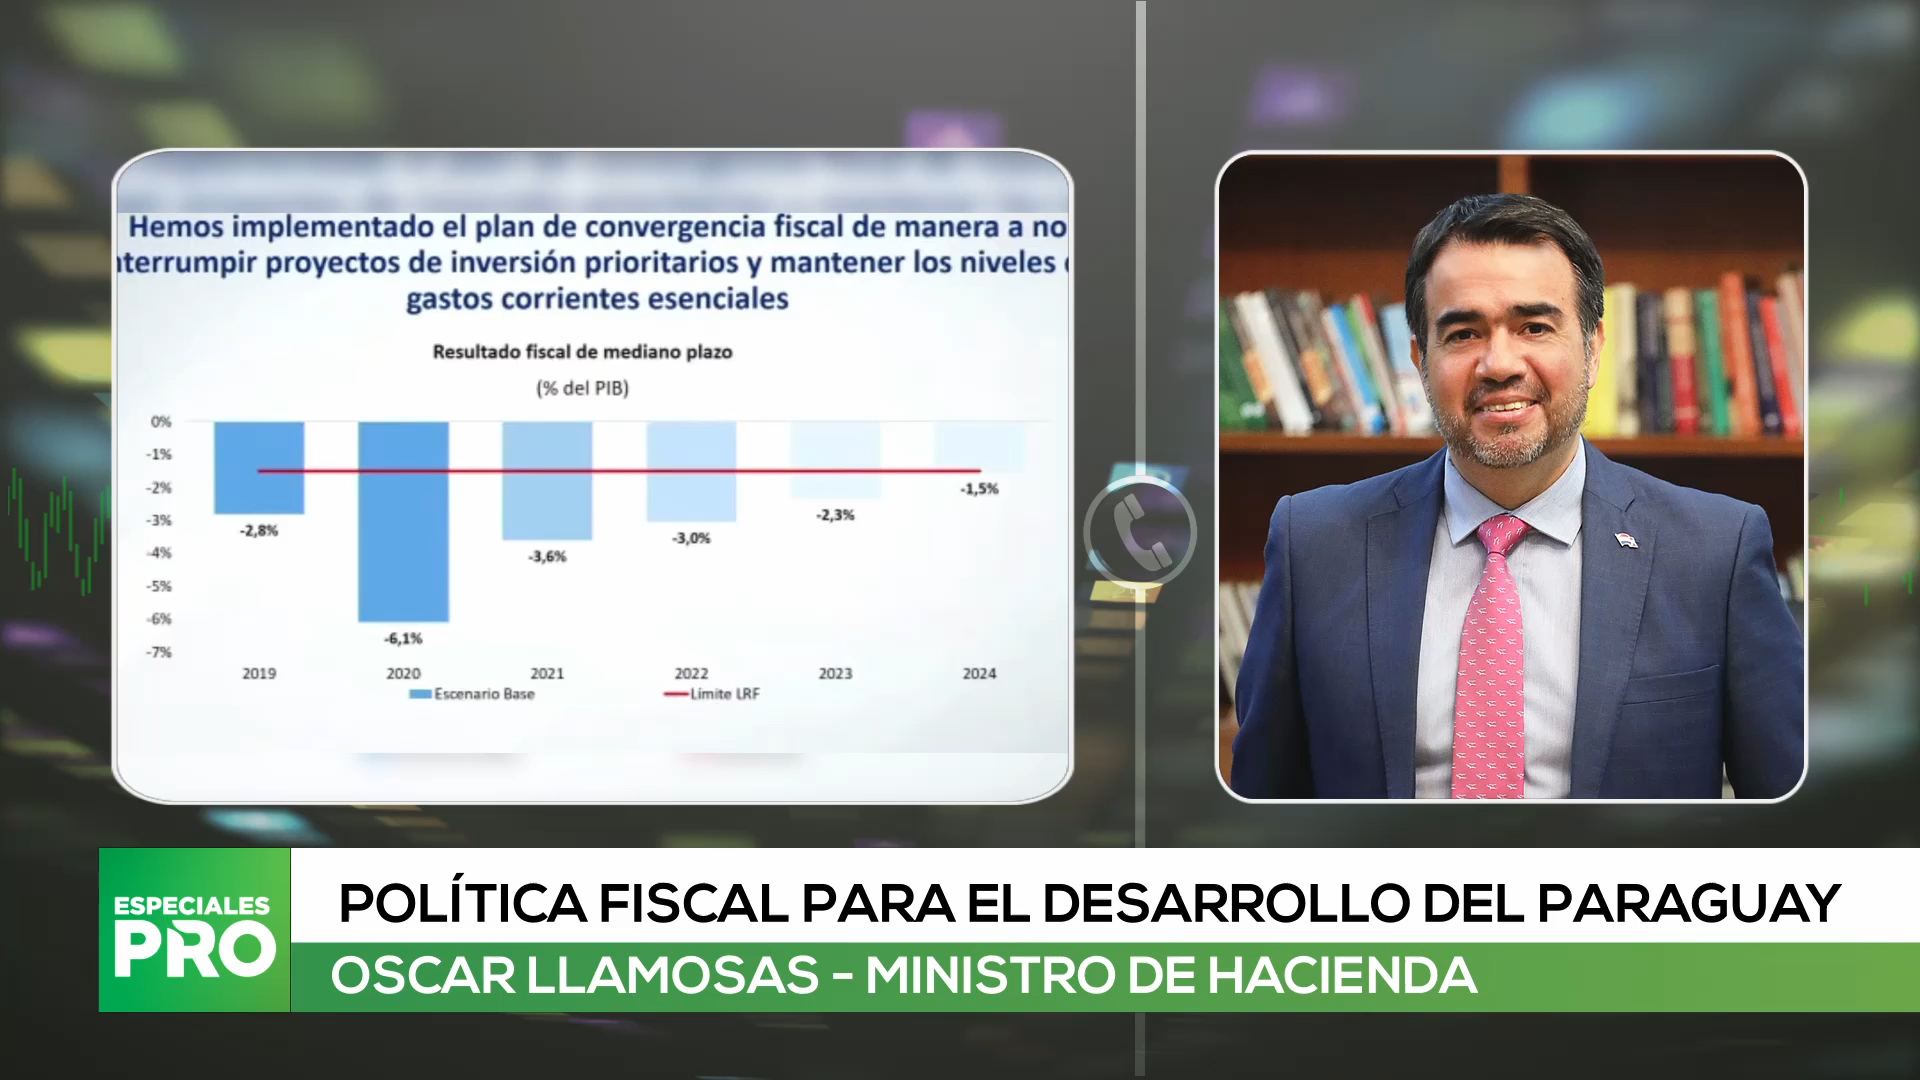 Hemos implementado el plan de convergencia fiscal de manera a no
nterrumpir proyectos de inversión prioritarios y mantener los niveles
gastos corrientes esenciales
Resultado fiscal de mediano plazo
(% del PIB)
0%
-1%
-2%
-3%
-4%
-5%
-6%
-7%
-2,8%
-6,1%
-3,6%
-3,0%
-2,3%
-1,5%
2019 2020 2021 2022 2023 2024
Escenario Base Límite LRF
ESPECIALES
PRO
POLÍTICA FISCAL PARA EL DESARROLLO DEL PARAGUAY
OSCAR LLAMOSAS - MINISTRO DE HACIENDA